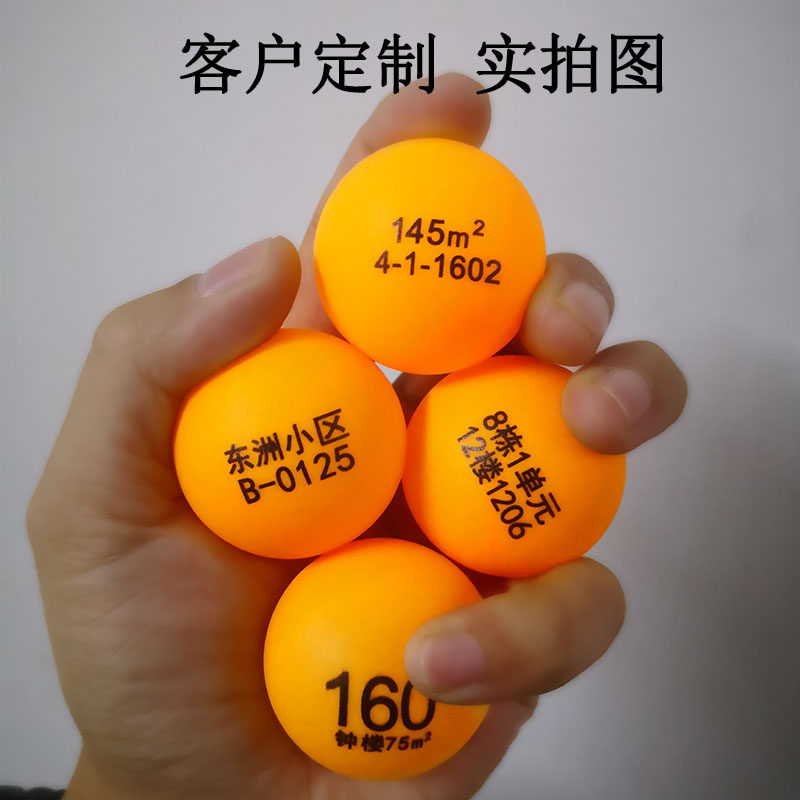 客户定制 实拍图
145m²
4-1-1602
东洲小区
B-0125
8栋1单元
12楼1206
160
钟楼75m²